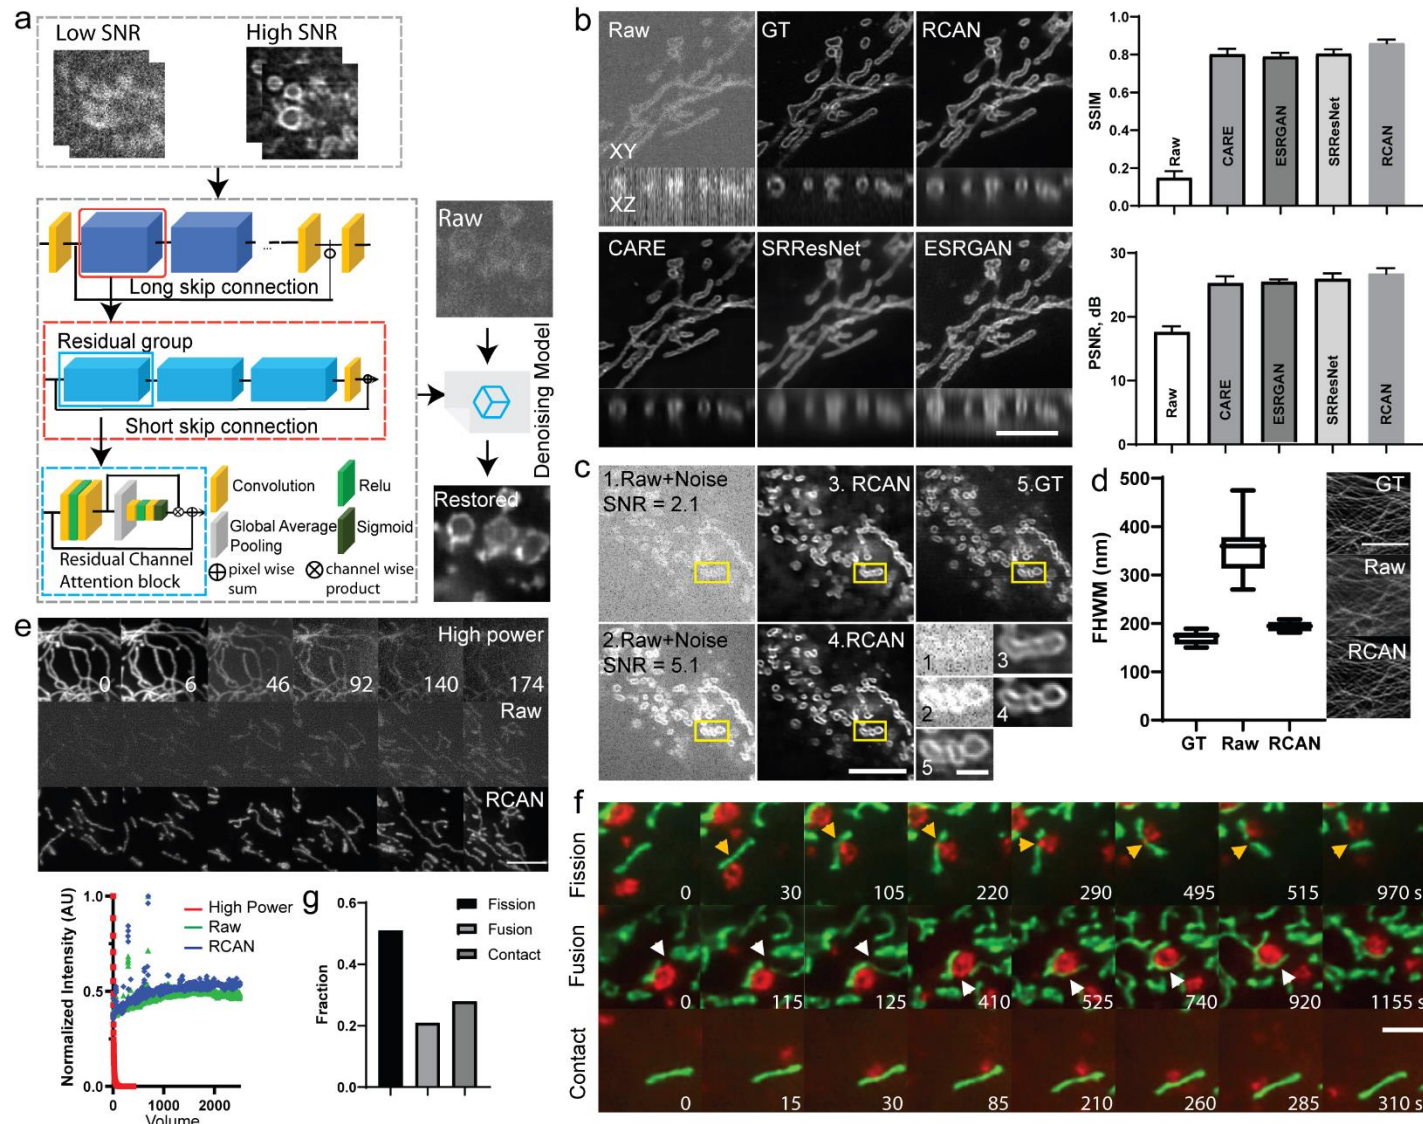 a
Low SNR
High SNR
Long skip connection
Residual group
Short skip connection
Convolution
Relu
Global Average
Pooling
Sigmoid
Residual Channel
Attention block
pixel wise
sum
channel wise
product
Raw
Denoising Model
Restored
b
Raw
GT
RCAN
XY
XZ
CARE
SRResNet
ESRGAN
SSIM
1.0
0.8
0.6
0.4
0.2
0.0
Raw
CARE
ESRGAN
SRResNet
RCAN
PSNR, dB
30
20
10
0
Raw
CARE
ESRGAN
SRResNet
RCAN
c
1.Raw+Noise
SNR = 2.1
3. RCAN
5.GT
2.Raw+Noise
SNR = 5.1
4.RCAN
1
3
2
4
5
d
FHWM (nm)
500
400
300
200
100
0
GT
Raw
RCAN
GT
Raw
RCAN
e
High power
0
6
46
92
140
174
Raw
RCAN
Normalized Intensity (AU)
1.0
0.5
0.0
0
1000
2000
Volume
High Power
Raw
RCAN
g
Fraction
0.6
0.4
0.2
0.0
Fission
Fusion
Contact
f
Fission
0
30
105
220
290
495
515
970 s
Fusion
0
115
125
410
525
740
920
1155 s
Contact
0
15
30
85
210
260
285
310 s